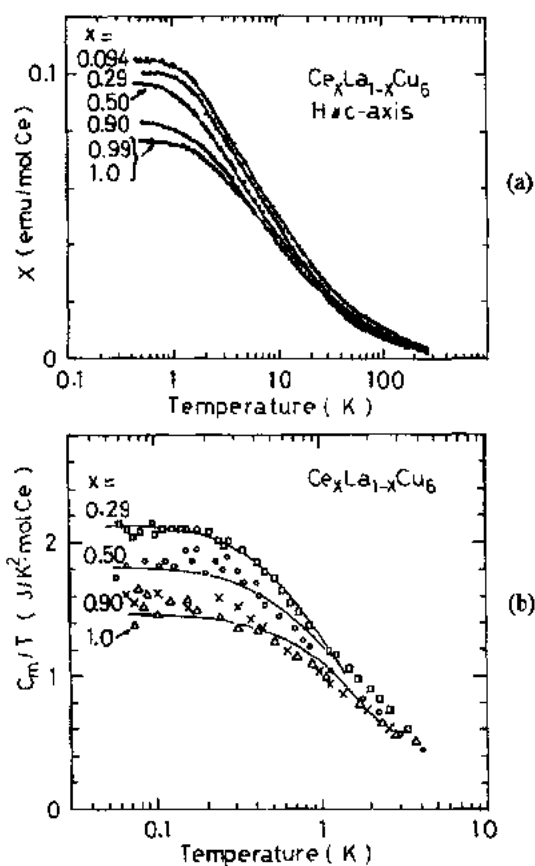 x =
0.094
0.29
0.50
0.90
0.99
1.0
0.1
0
CeₓLa₁₋ₓCu₆
H∥c-axis
(a)
χ (emu/mol Ce)
0.1
1
10
100
Temperature ( K )
x =
0.29
0.50
0.90
1.0
CeₓLa₁₋ₓCu₆
(b)
Cₘ/T ( J/K² mol Ce)
2
1
0
0.1
1
10
Temperature ( K )